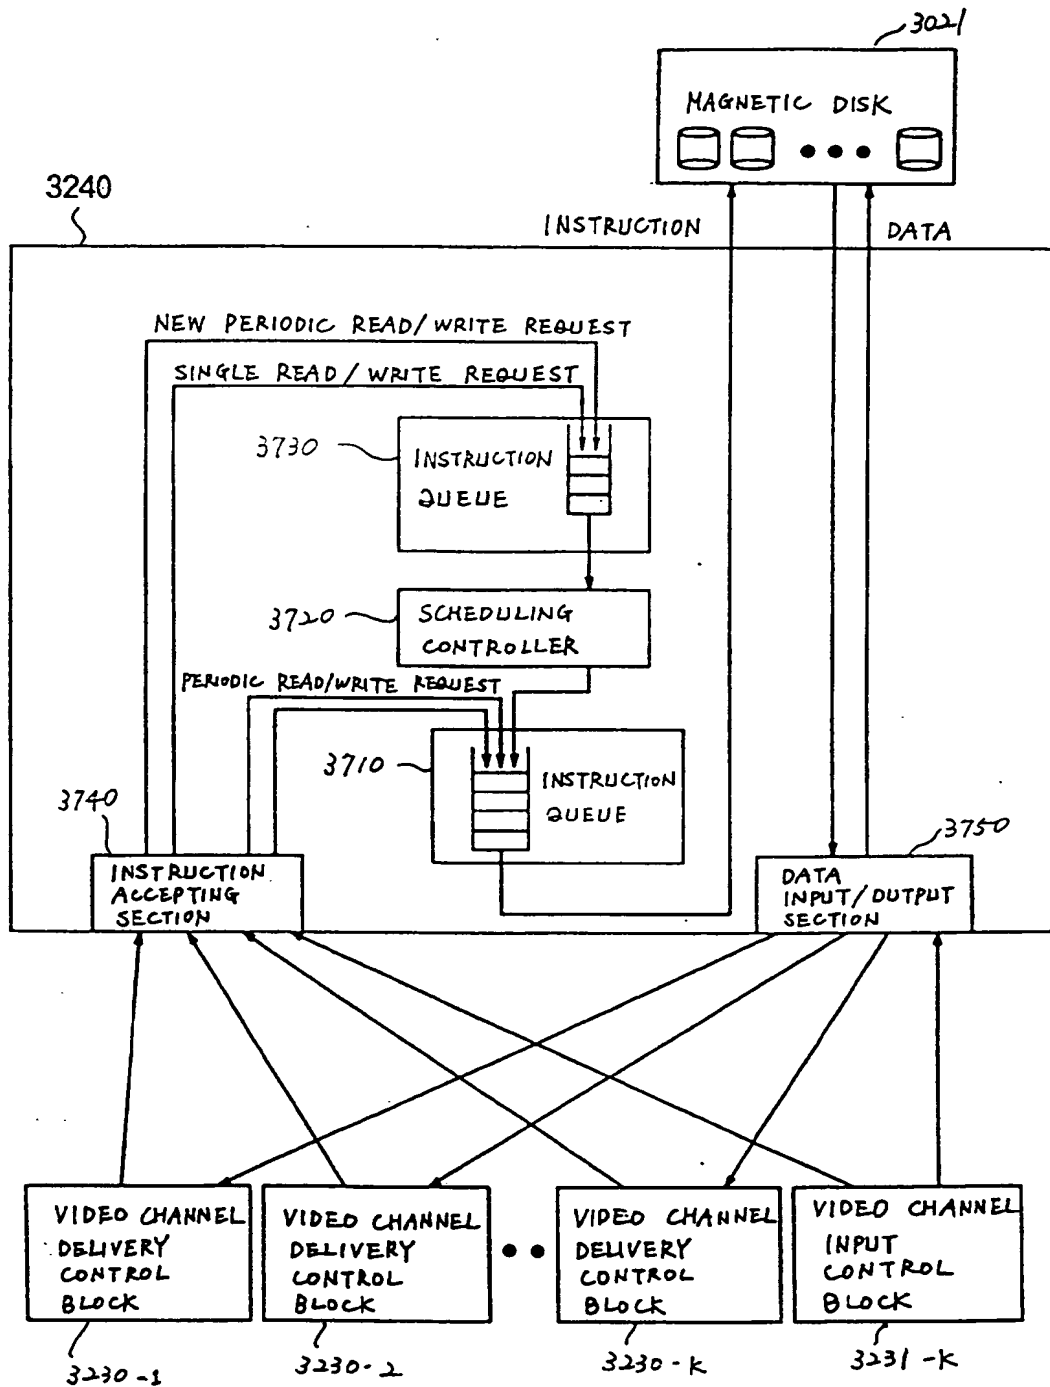 3021
MAGNETIC DISK
3240
INSTRUCTION
DATA
NEW PERIODIC READ/WRITE REQUEST
SINGLE READ/WRITE REQUEST
3730
INSTRUCTION
QUEUE
3720
SCHEDULING
CONTROLLER
PERIODIC READ/WRITE REQUEST
3710
INSTRUCTION
QUEUE
3740
INSTRUCTION
ACCEPTING
SECTION
3750
DATA
INPUT/OUTPUT
SECTION
VIDEO CHANNEL
DELIVERY
CONTROL
BLOCK
VIDEO CHANNEL
DELIVERY
CONTROL
BLOCK
VIDEO CHANNEL
DELIVERY
CONTROL
BLOCK
VIDEO CHANNEL
INPUT
CONTROL
BLOCK
3230-1
3230-2
3230-K
3231-K